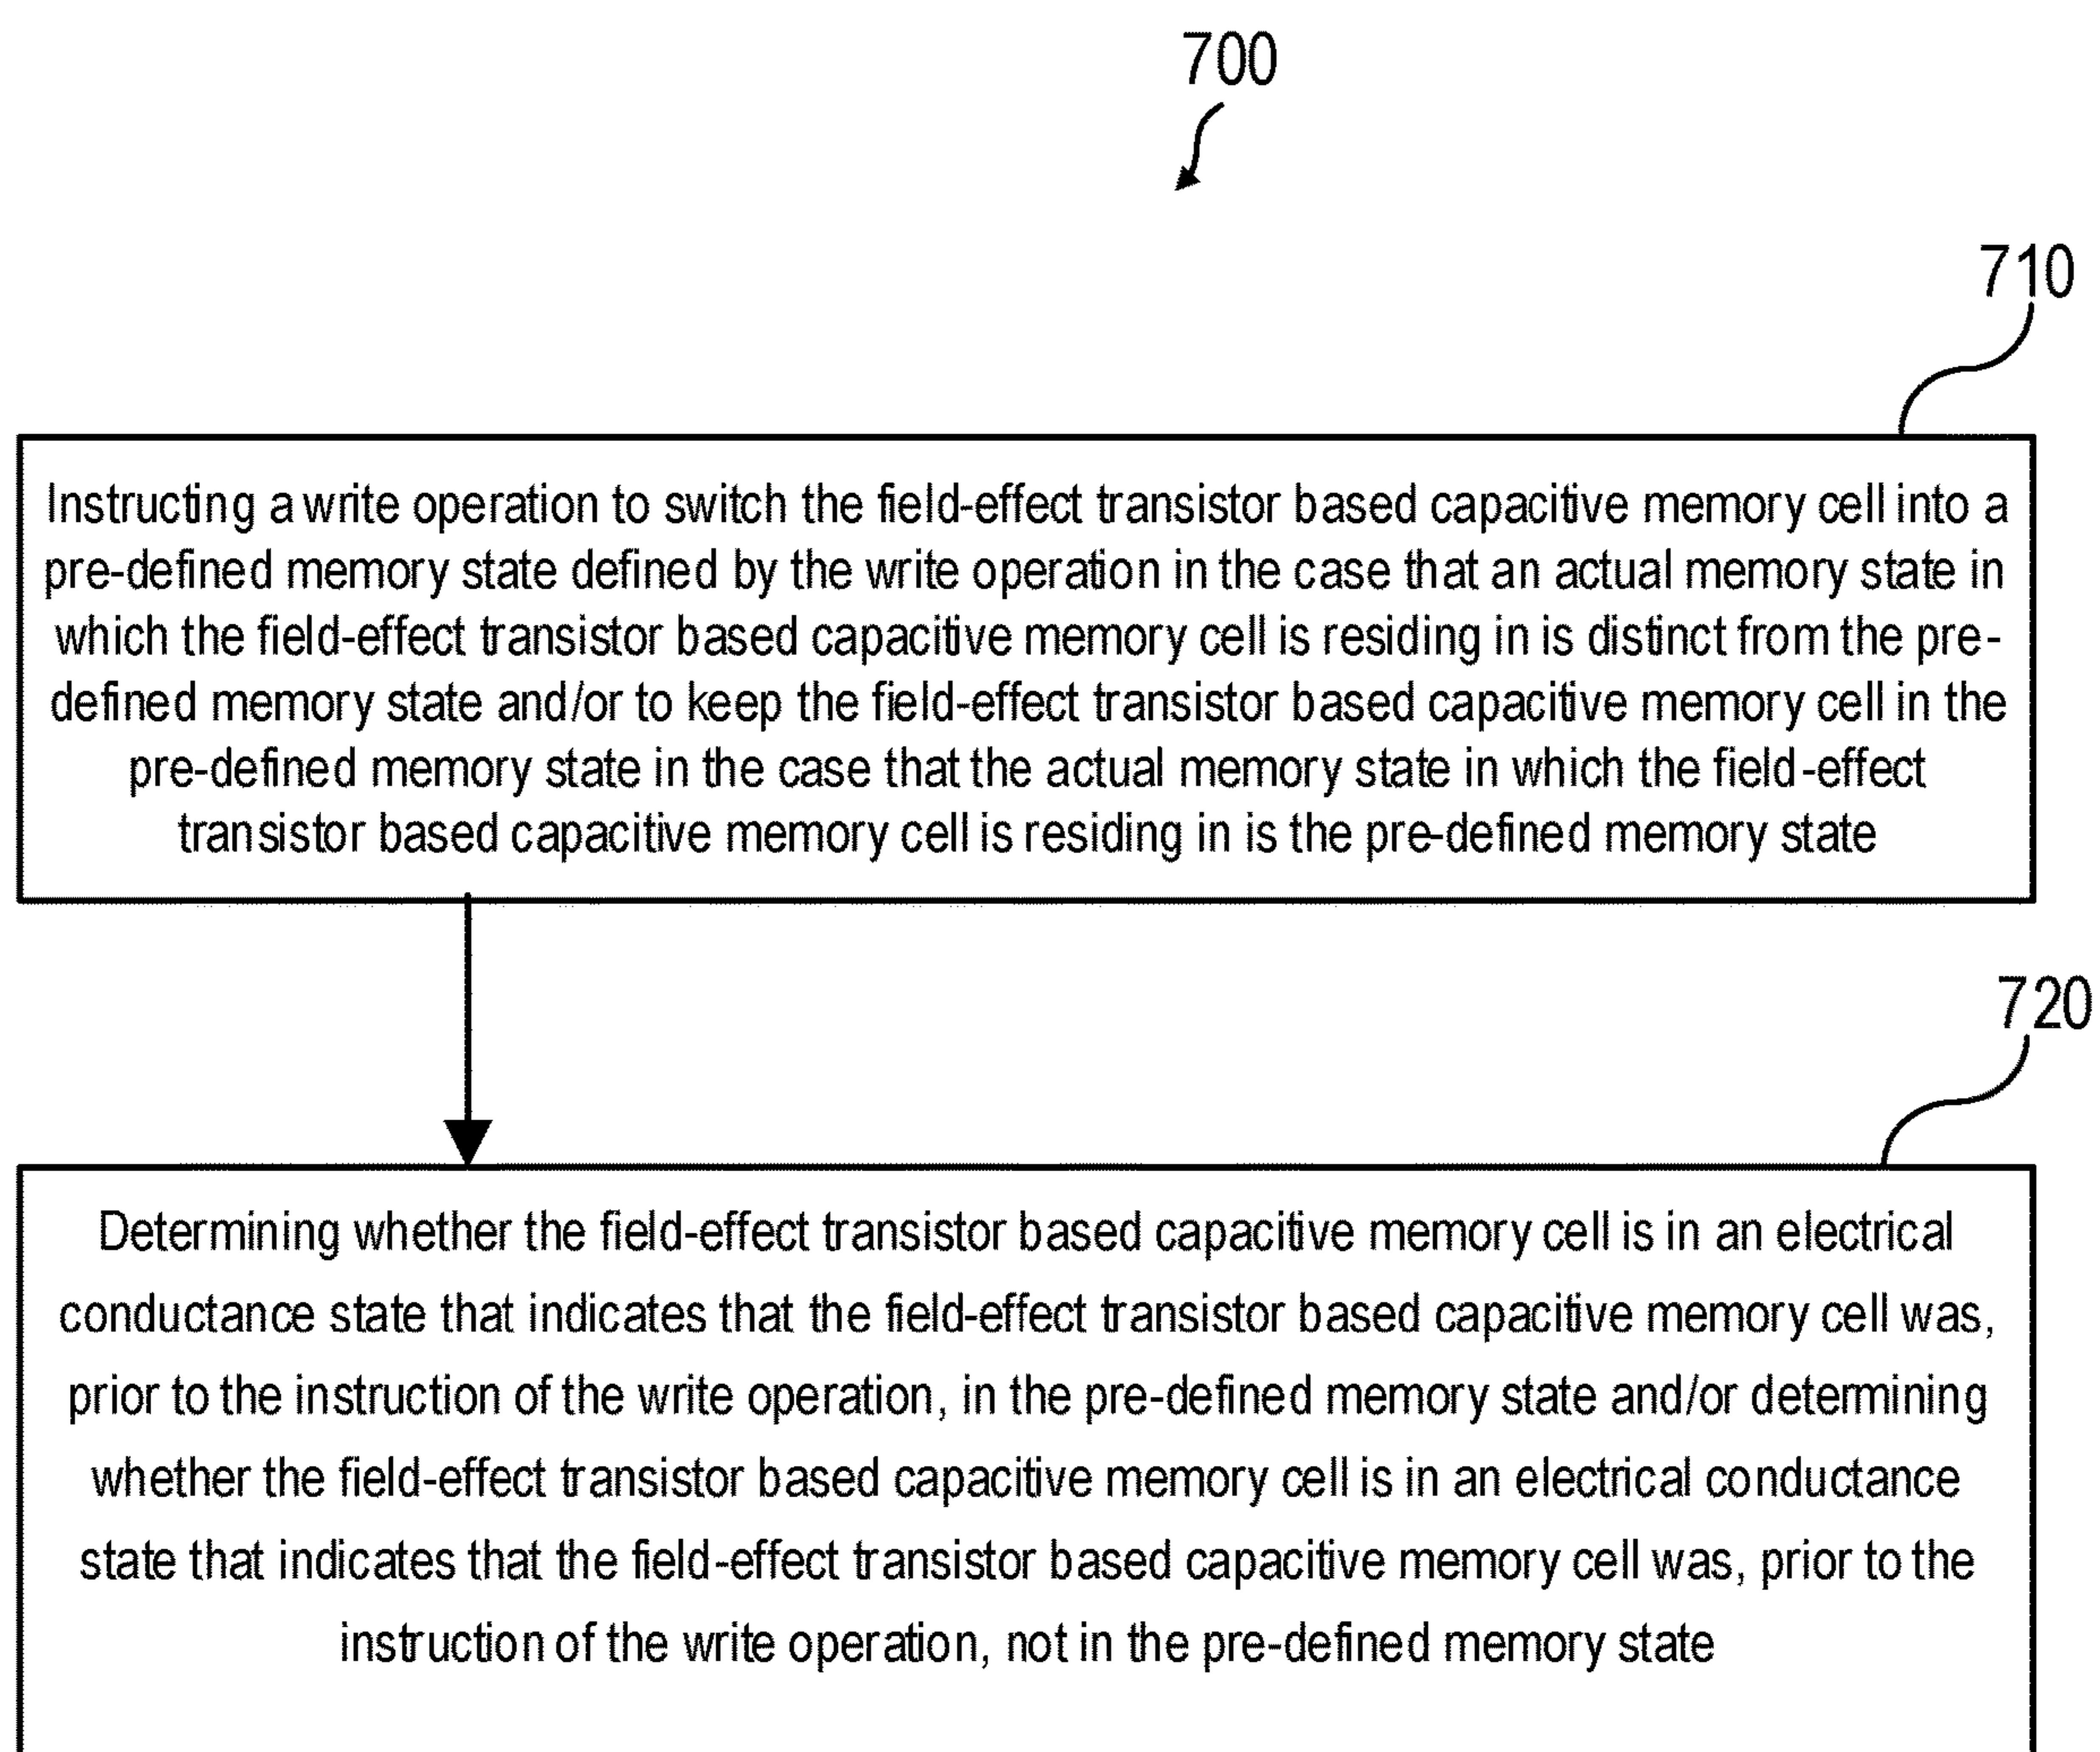 700
710
Instructing a write operation to switch the field-effect transistor based capacitive memory cell into a
pre-defined memory state defined by the write operation in the case that an actual memory state in
which the field-effect transistor based capacitive memory cell is residing in is distinct from the pre-
defined memory state and/or to keep the field-effect transistor based capacitive memory cell in the
pre-defined memory state in the case that the actual memory state in which the field-effect
transistor based capacitive memory cell is residing in is the pre-defined memory state
720
Determining whether the field-effect transistor based capacitive memory cell is in an electrical
conductance state that indicates that the field-effect transistor based capacitive memory cell was,
prior to the instruction of the write operation, in the pre-defined memory state and/or determining
whether the field-effect transistor based capacitive memory cell is in an electrical conductance
state that indicates that the field-effect transistor based capacitive memory cell was, prior to the
instruction of the write operation, not in the pre-defined memory state